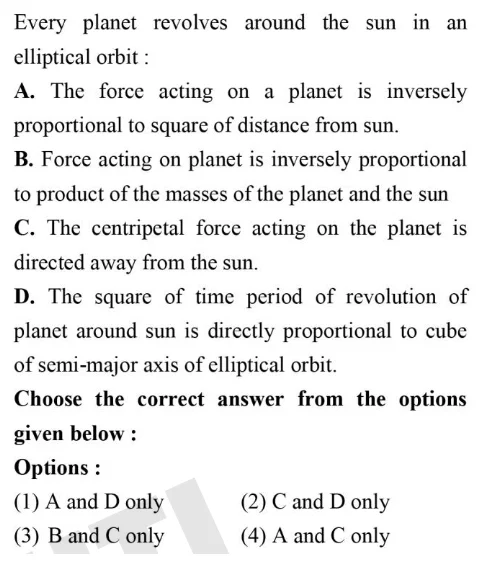 Every planet revolves around the sun in an
elliptical orbit :
A. The force acting on a planet is inversely
proportional to square of distance from sun.
B. Force acting on planet is inversely proportional
to product of the masses of the planet and the sun
C. The centripetal force acting on the planet is
directed away from the sun.
D. The square of time period of revolution of
planet around sun is directly proportional to cube
of semi-major axis of elliptical orbit.
Choose the correct answer from the options
given below :
Options :
(1) A and D only (2) C and D only
(3) B and C only (4) A and C only